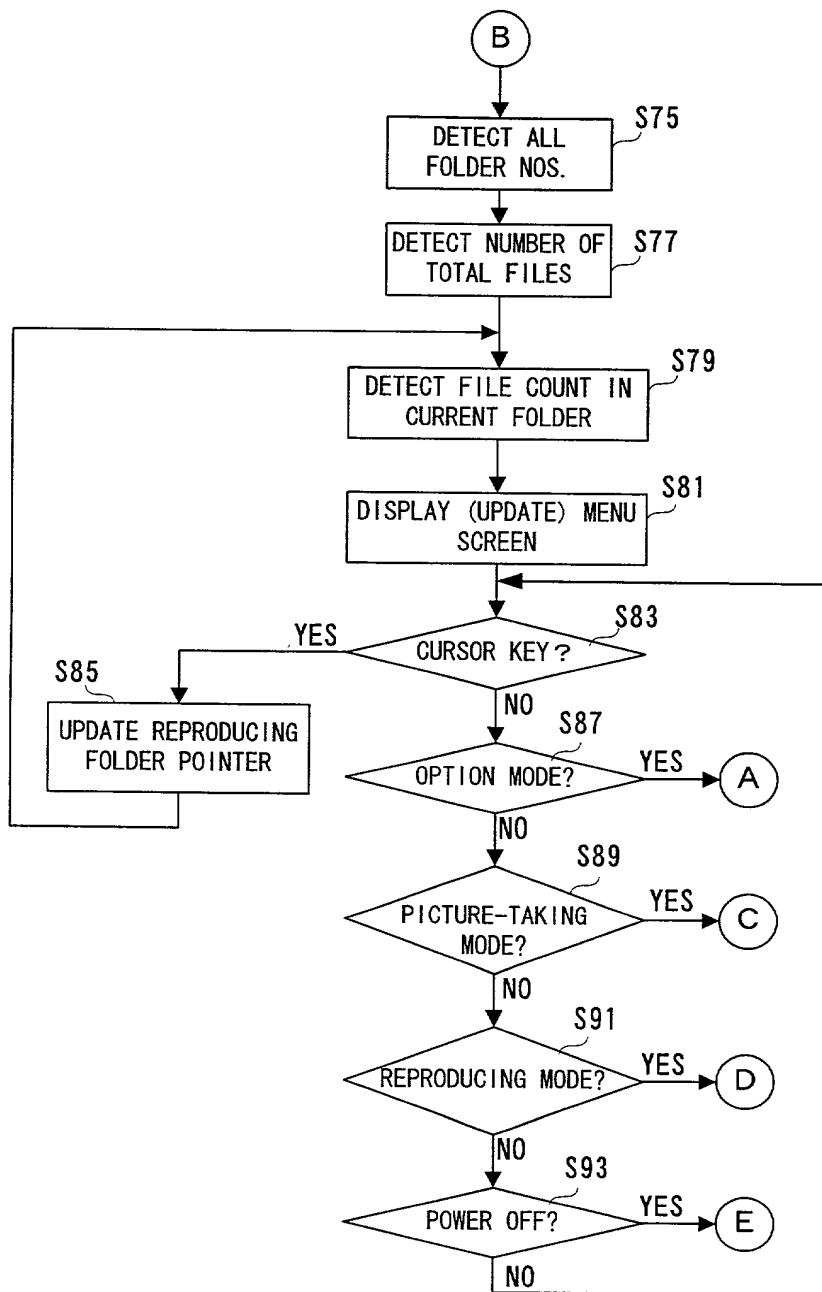 B
S75
DETECT ALL
FOLDER NOS.
S77
DETECT NUMBER OF
TOTAL FILES
S79
DETECT FILE COUNT IN
CURRENT FOLDER
S81
DISPLAY (UPDATE) MENU
SCREEN
S83
YES
CURSOR KEY?
NO
S85
UPDATE REPRODUCING
FOLDER POINTER
S87
OPTION MODE?
YES
A
NO
S89
PICTURE-TAKING
MODE?
YES
C
NO
S91
REPRODUCING MODE?
YES
D
NO
S93
POWER OFF?
YES
E
NO